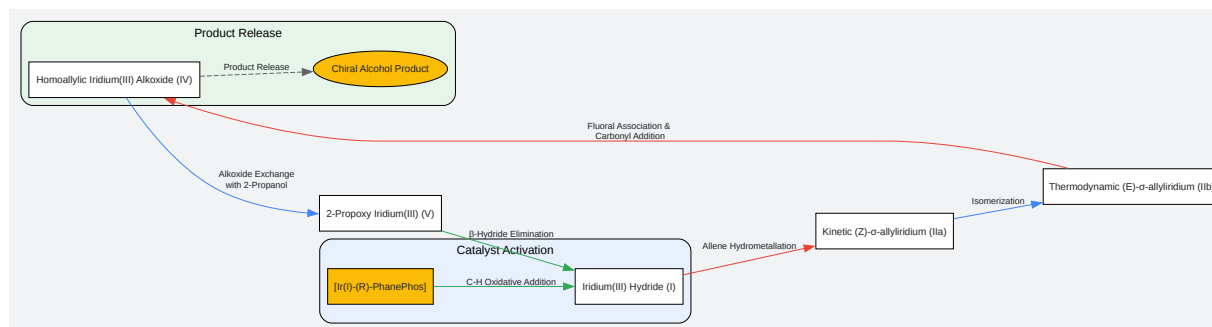 Product Release
Homoallylic Iridium(III) Alkoxide (IV)
Product Release
Chiral Alcohol Product
Fluoral Association &
Carbonyl Addition
Alkoxide Exchange
with 2-Propanol
Thermodynamic (E)-σ-allyliridium (IIb
Isomerization
2-Propoxy Iridium(III) (V)
Kinetic (Z)-σ-allyliridium (IIa)
β-Hydride Elimination
Allene Hydrometallation
Catalyst Activation
[Ir(I)-(R)-PhanePhos]
C-H Oxidative Addition
Iridium(III) Hydride (I)